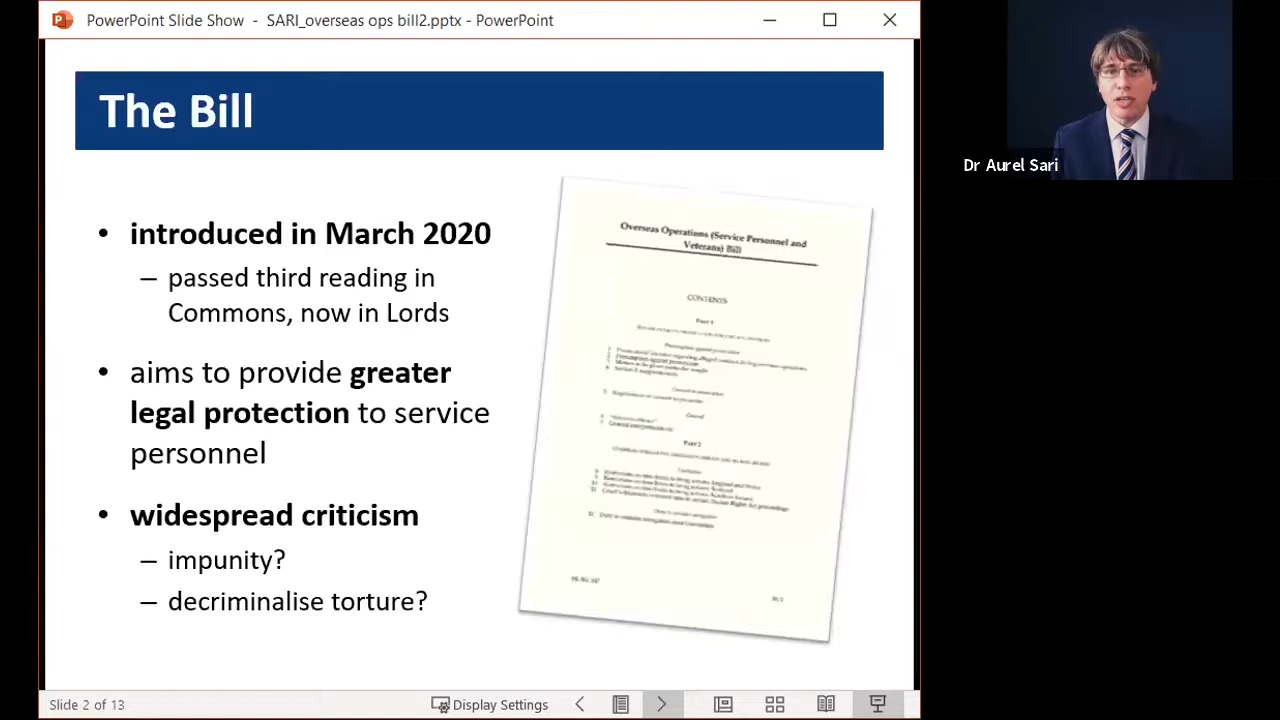 PowerPoint Slide Show - SARI_overseas ops bill2.pptx - PowerPoint
The Bill
• introduced in March 2020
– passed third reading in
Commons, now in Lords
• aims to provide greater
legal protection to service
personnel
• widespread criticism
– impunity?
– decriminalise torture?
Overseas Operations (Service Personnel and
Veterans) Bill
CONTENTS
Part 1
General
Part 2
Dr Aurel Sari
Slide 2 of 13
Display Settings